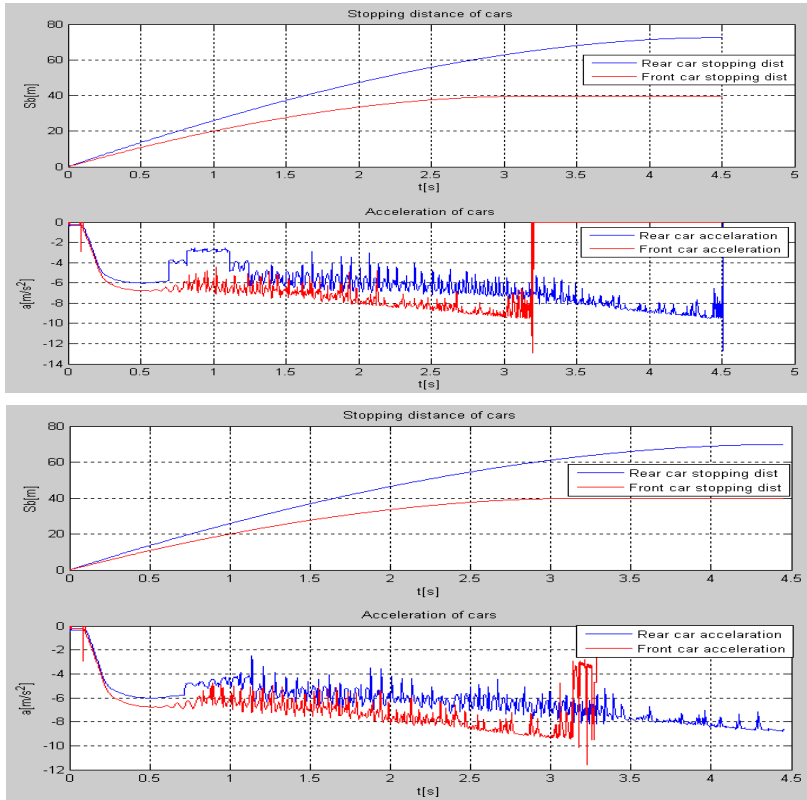 Stopping distance of cars
80
60
40
20
0
Sb[m]
Rear car stopping dist
Front car stopping dist
0 0.5 1 1.5 2 2.5 3 3.5 4 4.5 5
t[s]
Acceleration of cars
0
-2
-4
-6
-8
-10
-12
-14
a[m/s²]
Rear car accelaration
Front car acceleration
0 0.5 1 1.5 2 2.5 3 3.5 4 4.5 5
t[s]
Stopping distance of cars
80
60
40
20
0
Sb[m]
Rear car stopping dist
Front car stopping dist
0 0.5 1 1.5 2 2.5 3 3.5 4 4.5
t[s]
Acceleration of cars
0
-2
-4
-6
-8
-10
-12
a[m/s²]
Rear car accelaration
Front car acceleration
0 0.5 1 1.5 2 2.5 3 3.5 4 4.5
t[s]